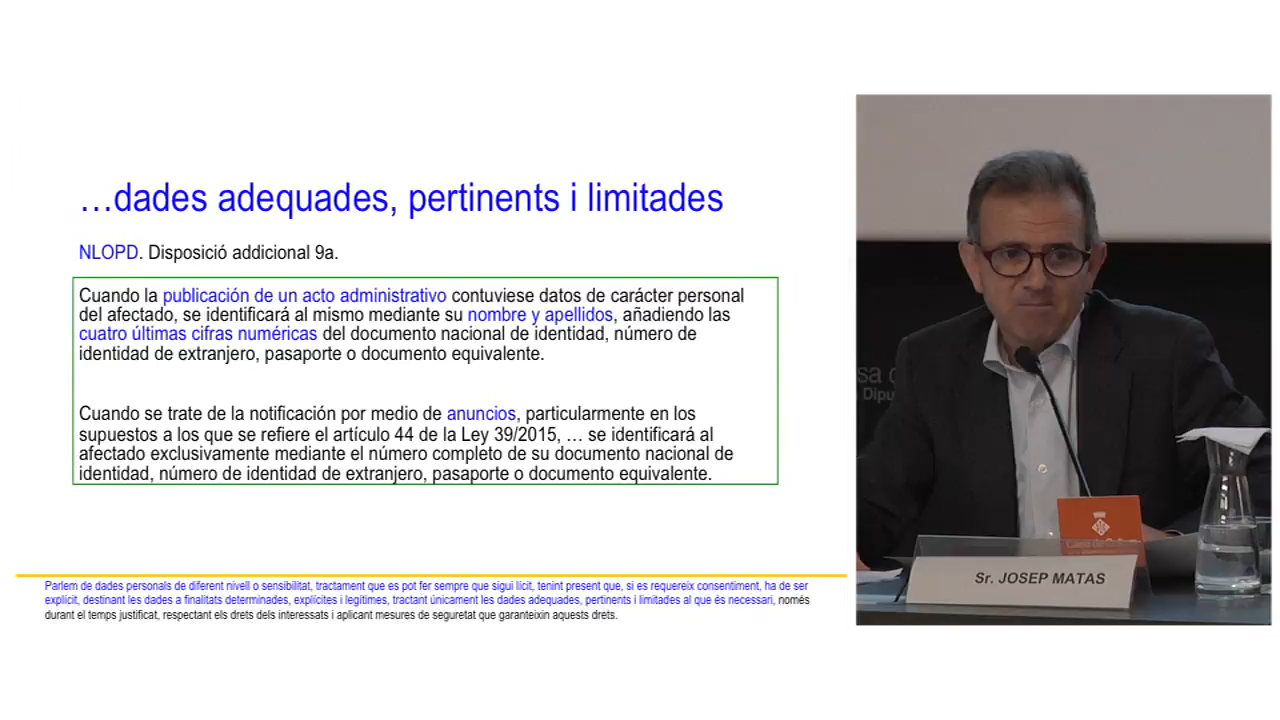 …dades adequades, pertinents i limitades
NLOPD. Disposició addicional 9a.
Cuando la publicación de un acto administrativo contuviese datos de carácter personal
del afectado, se identificará al mismo mediante su nombre y apellidos, añadiendo las
cuatro últimas cifras numéricas del documento nacional de identidad, número de
identidad de extranjero, pasaporte o documento equivalente.
Cuando se trate de la notificación por medio de anuncios, particularmente en los
supuestos a los que se refiere el artículo 44 de la Ley 39/2015, … se identificará al
afectado exclusivamente mediante el número completo de su documento nacional de
identidad, número de identidad de extranjero, pasaporte o documento equivalente.
Parlem de dades personals de diferent nivell o sensibilitat, tractament que es pot fer sempre que sigui lícit, tenint present que, si es requereix consentiment, ha de ser
explícit, destinant les dades a finalitats determinades, explícites i legítimes, tractant únicament les dades adequades, pertinents i limitades al que és necessari, només
durant el temps justificat, respectant els drets dels interessats i aplicant mesures de seguretat que garanteixin aquests drets.
Sr. JOSEP MATAS